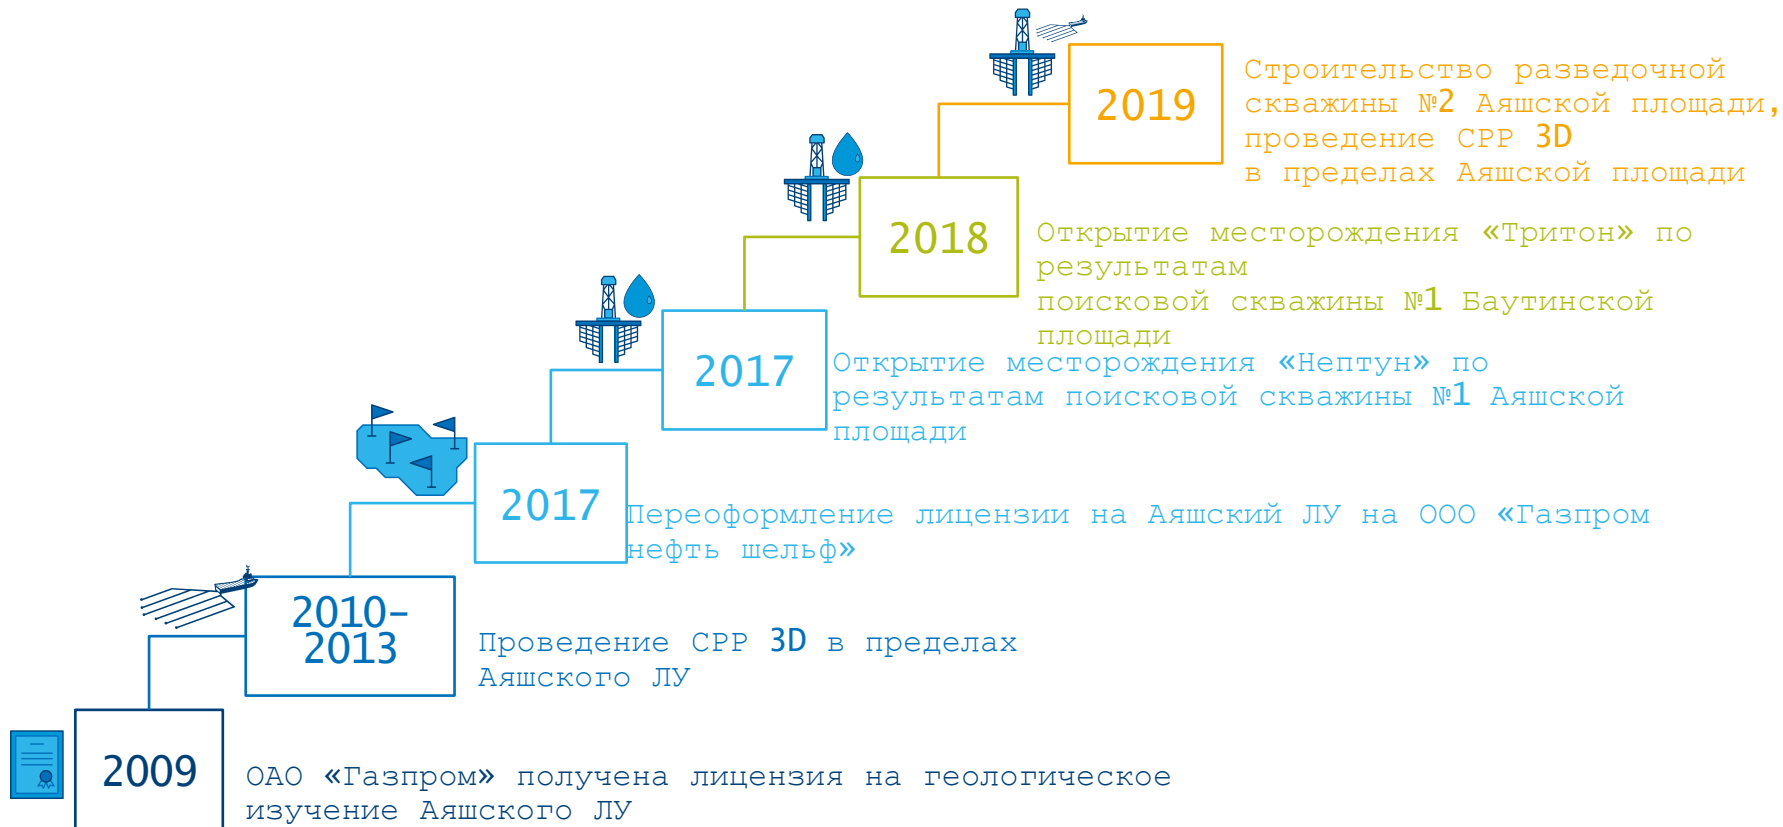 2019
Строительство разведочной
скважины №2 Аяшской площади,
проведение СРР 3D
в пределах Аяшской площади
2018
Открытие месторождения «Тритон» по
результатам
поисковой скважины №1 Баутинской
площади
2017
Открытие месторождения «Нептун» по
результатам поисковой скважины №1 Аяшской
площади
2017
Переоформление лицензии на Аяшский ЛУ на ООО «Газпром
нефть шельф»
2010-
2013
Проведение СРР 3D в пределах
Аяшского ЛУ
2009
ОАО «Газпром» получена лицензия на геологическое
изучение Аяшского ЛУ